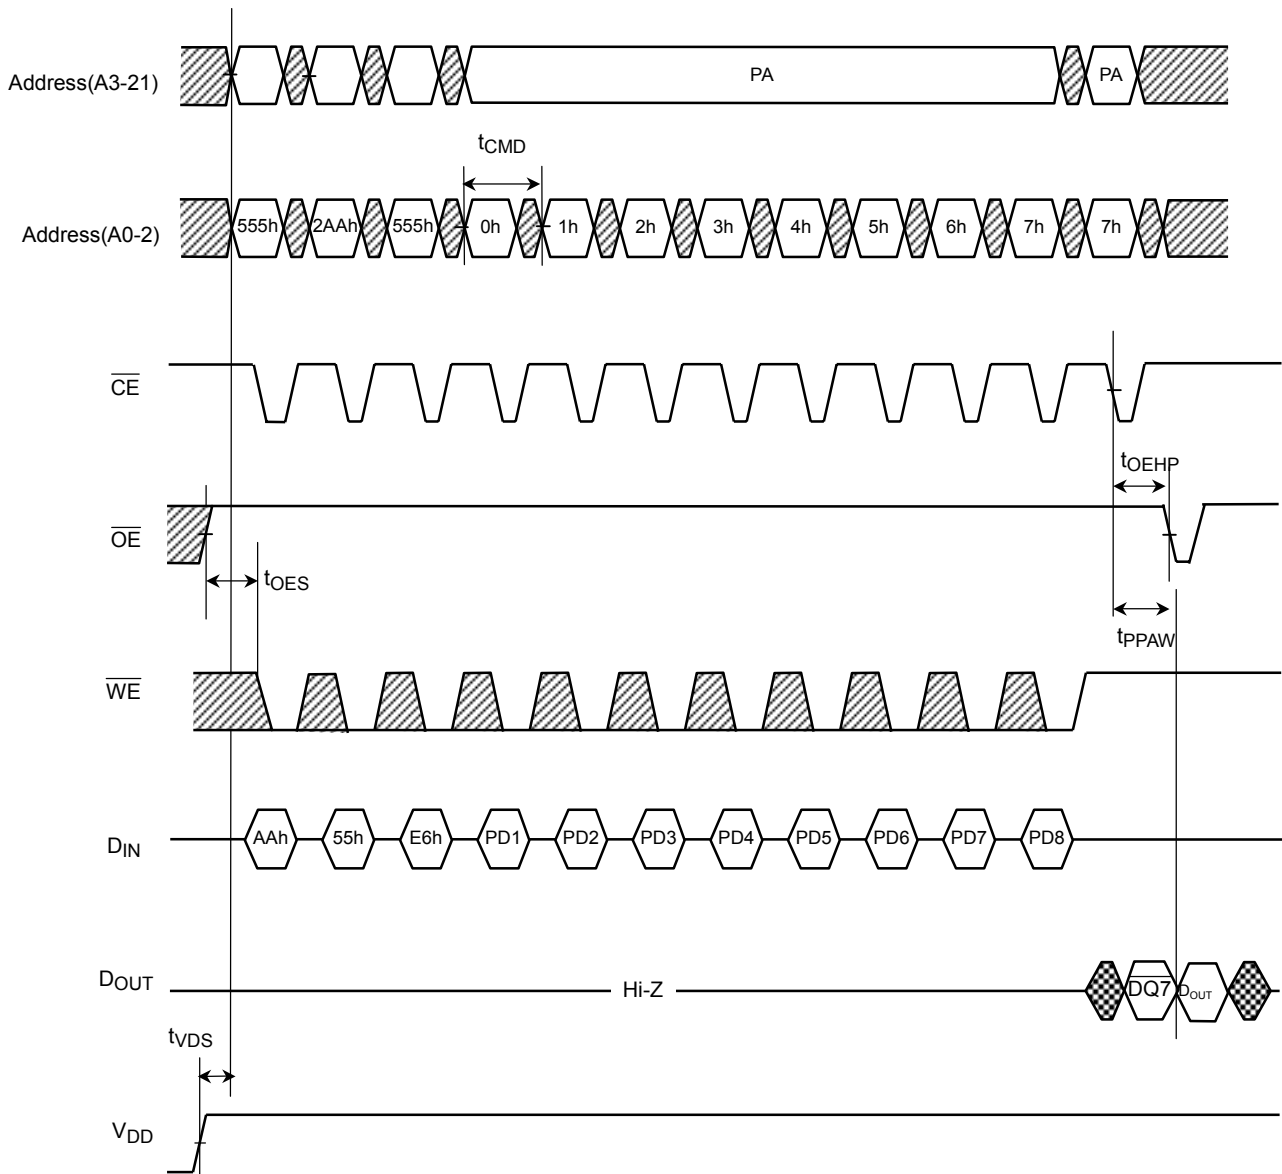 Address(A3-21) PA PA
tCMD
Address(A0-2) 555h 2AAh 555h 0h 1h 2h 3h 4h 5h 6h 7h 7h
CE
tOEHP
OE
tOES
tPPAW
WE
DIN AAh 55h E6h PD1 PD2 PD3 PD4 PD5 PD6 PD7 PD8
DOUT Hi-Z DQ7 DOUT
tVDS
VDD